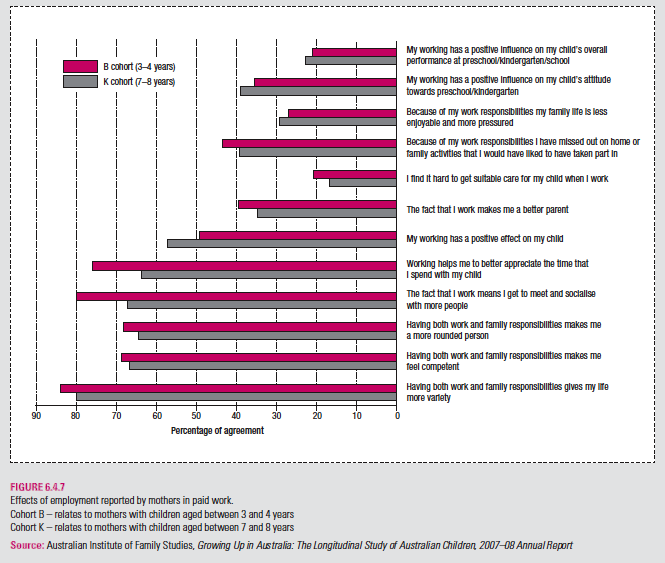 B cohort (3–4 years)
K cohort (7–8 years)
My working has a positive influence on my child's overall
performance at preschool/kindergarten/school
My working has a positive influence on my child's attitude
towards preschool/kindergarten
Because of my work responsibilities my family life is less
enjoyable and more pressured
Because of my work responsibilities I have missed out on home or
family activities that I would have liked to have taken part in
I find it hard to get suitable care for my child when I work
The fact that I work makes me a better parent
My working has a positive effect on my child
Working helps me to better appreciate the time that
I spend with my child
The fact that I work means I get to meet and socialise
with more people
Having both work and family responsibilities makes me
a more rounded person
Having both work and family responsibilities makes me
feel competent
Having both work and family responsibilities gives my life
more variety
90 80 70 60 50 40 30 20 10 0
Percentage of agreement
FIGURE 6.4.7
Effects of employment reported by mothers in paid work.
Cohort B – relates to mothers with children aged between 3 and 4 years
Cohort K – relates to mothers with children aged between 7 and 8 years
Source: Australian Institute of Family Studies, Growing Up in Australia: The Longitudinal Study of Australian Children, 2007–08 Annual Report